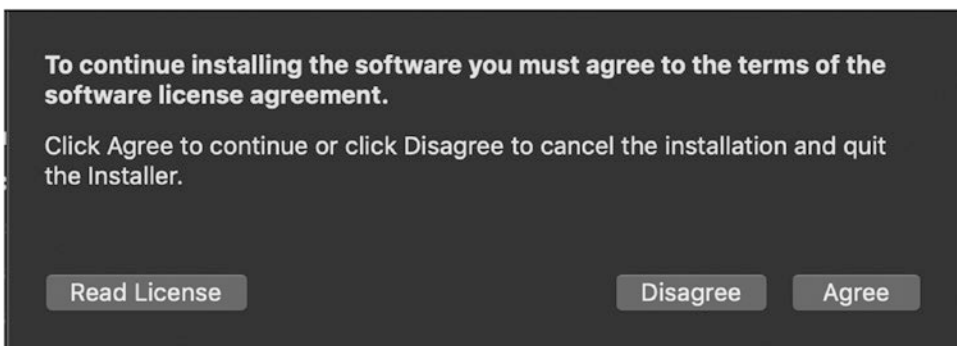 To continue installing the software you must agree to the terms of the
software license agreement.
Click Agree to continue or click Disagree to cancel the installation and quit
the Installer.
Read License Disagree Agree